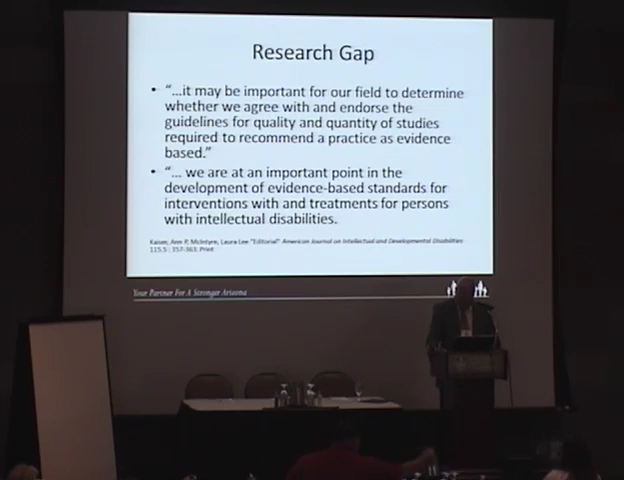 Research Gap
• "...it may be important for our field to determine
whether we agree with and endorse the
guidelines for quality and quantity of studies
required to recommend a practice as evidence
based."
• "... we are at an important point in the
development of evidence-based standards for
interventions with and treatments for persons
with intellectual disabilities.
Kaiser, Ann P. McIntyre, Laura Lee "Editorial" American Journal on Intellectual and Developmental Disabilities
115.5 : 357-363. Print
Your Partner For A Stronger Arizona